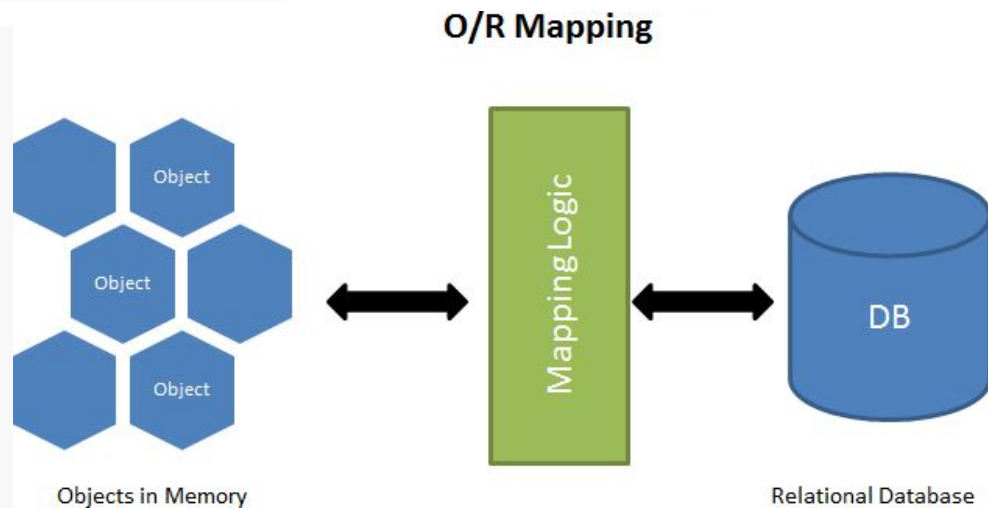 O/R Mapping
Object
Object
Object
Mapping Logic
DB
Objects in Memory
Relational Database